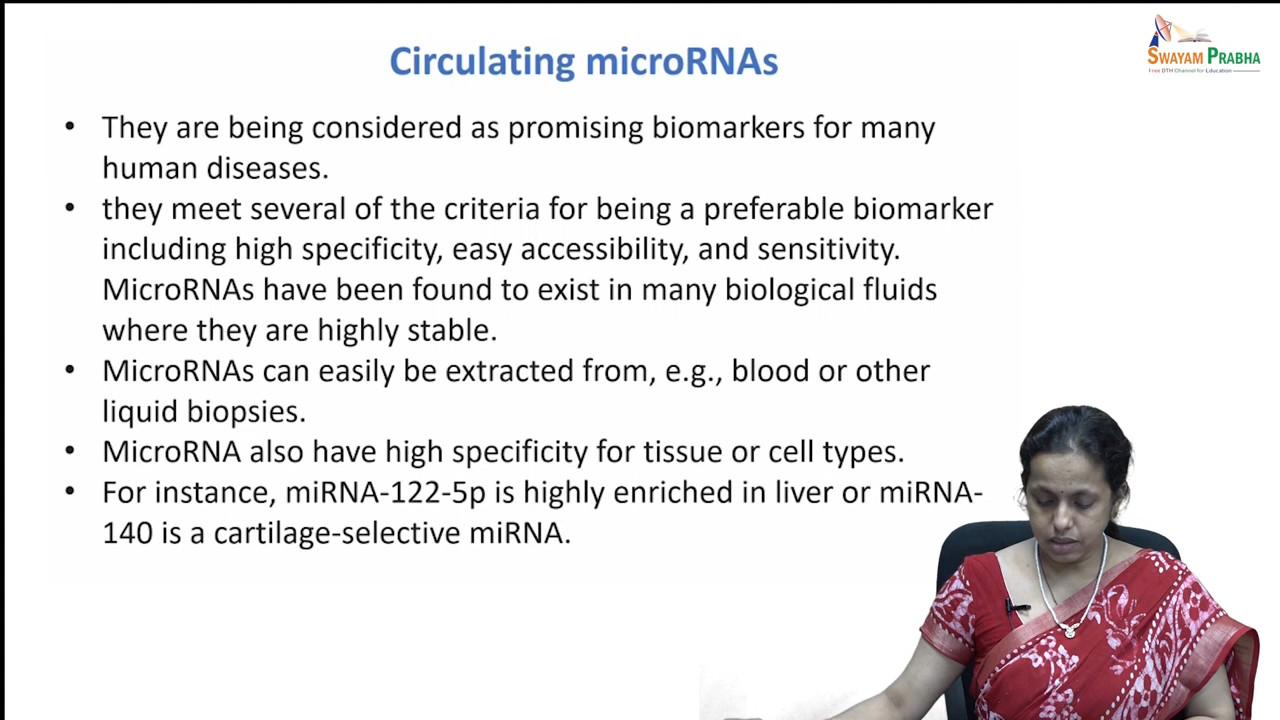 Circulating microRNAs
SWAYAM PRABHA
Free DTH Channel for Education
• They are being considered as promising biomarkers for many
human diseases.
• they meet several of the criteria for being a preferable biomarker
including high specificity, easy accessibility, and sensitivity.
MicroRNAs have been found to exist in many biological fluids
where they are highly stable.
• MicroRNAs can easily be extracted from, e.g., blood or other
liquid biopsies.
• MicroRNA also have high specificity for tissue or cell types.
• For instance, miRNA-122-5p is highly enriched in liver or miRNA-
140 is a cartilage-selective miRNA.